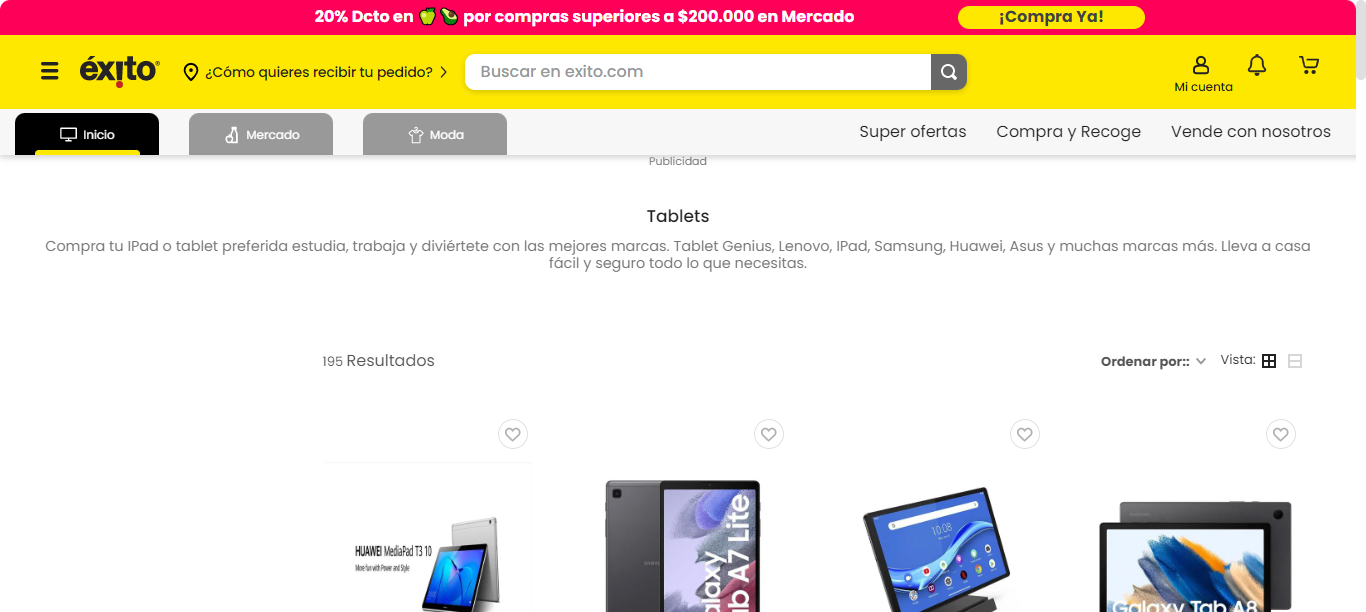 20% Dcto en por compras superiores a $200.000 en Mercado
¡Compra Ya!
éxito
¿Cómo quieres recibir tu pedido?
Buscar en exito.com
Mi cuenta
Inicio
Mercado
Moda
Super ofertas
Compra y Recoge
Vende con nosotros
Publicidad
Tablets
Compra tu IPad o tablet preferida estudia, trabaja y diviértete con las mejores marcas. Tablet Genius, Lenovo, IPad, Samsung, Huawei, Asus y muchas marcas más. Lleva a casa
fácil y seguro todo lo que necesitas.
195 Resultados
Ordenar por::
Vista:
HUAWEI MediaPad T3 10
More fun with Power and Style
alaxy
Tab A7 Lite
10:08
Galaxy Tab A8